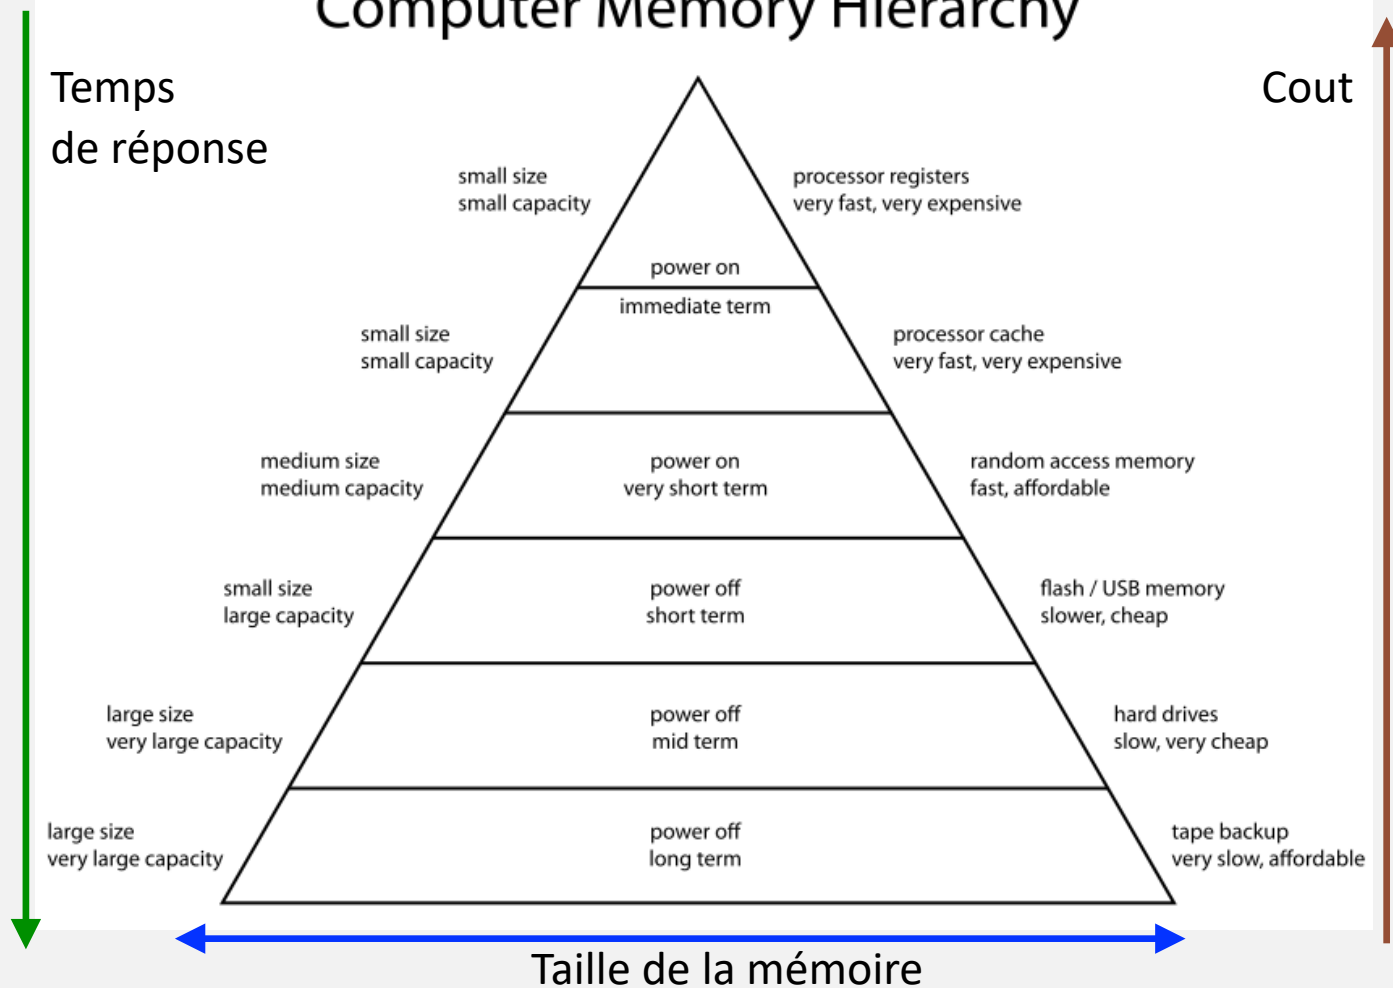 Computer Memory Hierarchy
Temps
de réponse
Cout
small size
small capacity
processor registers
very fast, very expensive
power on
immediate term
small size
small capacity
processor cache
very fast, very expensive
medium size
medium capacity
power on
very short term
random access memory
fast, affordable
small size
large capacity
power off
short term
flash / USB memory
slower, cheap
large size
very large capacity
power off
mid term
hard drives
slow, very cheap
large size
very large capacity
power off
long term
tape backup
very slow, affordable
Taille de la mémoire